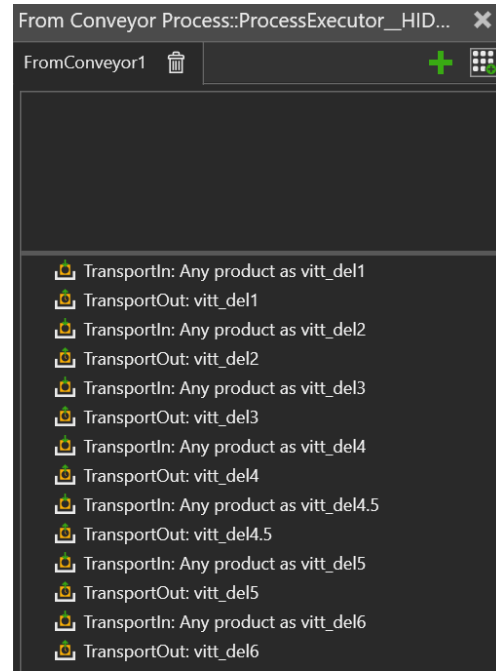 From Conveyor Process::ProcessExecutor__HID...
FromConveyor1
TransportIn: Any product as vitt_del1
TransportOut: vitt_del1
TransportIn: Any product as vitt_del2
TransportOut: vitt_del2
TransportIn: Any product as vitt_del3
TransportOut: vitt_del3
TransportIn: Any product as vitt_del4
TransportOut: vitt_del4
TransportIn: Any product as vitt_del4.5
TransportOut: vitt_del4.5
TransportIn: Any product as vitt_del5
TransportOut: vitt_del5
TransportIn: Any product as vitt_del6
TransportOut: vitt_del6